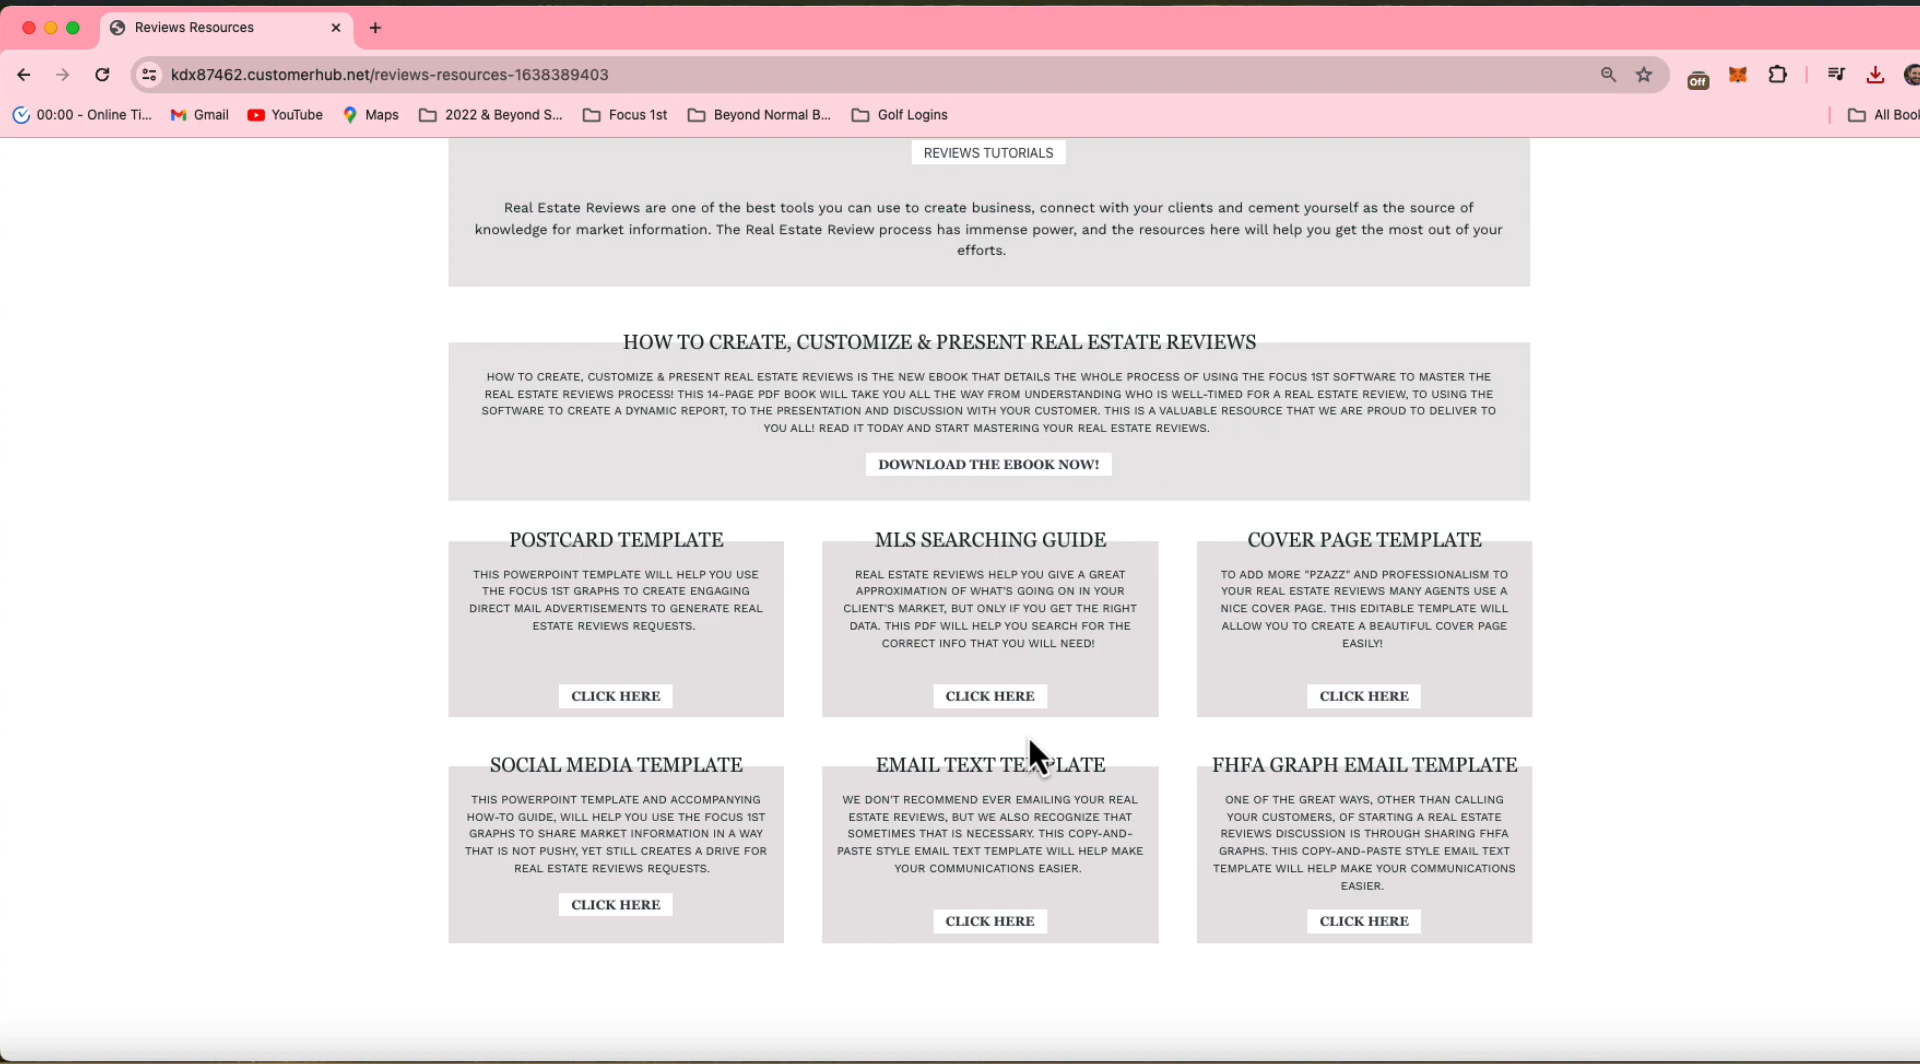 Reviews Resources
kdx87462.customerhub.net/reviews-resources-1638389403
Off
00:00 - Online Ti...
Gmail
YouTube
Maps
2022 & Beyond S...
Focus 1st
Beyond Normal B...
Golf Logins
All Boo
REVIEWS TUTORIALS
Real Estate Reviews are one of the best tools you can use to create business, connect with your clients and cement yourself as the source of
knowledge for market information. The Real Estate Review process has immense power, and the resources here will help you get the most out of your
efforts.
HOW TO CREATE, CUSTOMIZE & PRESENT REAL ESTATE REVIEWS
HOW TO CREATE, CUSTOMIZE & PRESENT REAL ESTATE REVIEWS IS THE NEW EBOOK THAT DETAILS THE WHOLE PROCESS OF USING THE FOCUS 1ST SOFTWARE TO MASTER THE
REAL ESTATE REVIEWS PROCESS! THIS 14-PAGE PDF BOOK WILL TAKE YOU ALL THE WAY FROM UNDERSTANDING WHO IS WELL-TIMED FOR A REAL ESTATE REVIEW, TO USING THE
SOFTWARE TO CREATE A DYNAMIC REPORT, TO THE PRESENTATION AND DISCUSSION WITH YOUR CUSTOMER. THIS IS A VALUABLE RESOURCE THAT WE ARE PROUD TO DELIVER TO
YOU ALL! READ IT TODAY AND START MASTERING YOUR REAL ESTATE REVIEWS.
DOWNLOAD THE EBOOK NOW!
POSTCARD TEMPLATE
THIS POWERPOINT TEMPLATE WILL HELP YOU USE
THE FOCUS 1ST GRAPHS TO CREATE ENGAGING
DIRECT MAIL ADVERTISEMENTS TO GENERATE REAL
ESTATE REVIEWS REQUESTS.
CLICK HERE
MLS SEARCHING GUIDE
REAL ESTATE REVIEWS HELP YOU GIVE A GREAT
APPROXIMATION OF WHAT'S GOING ON IN YOUR
CLIENT'S MARKET, BUT ONLY IF YOU GET THE RIGHT
DATA. THIS PDF WILL HELP YOU SEARCH FOR THE
CORRECT INFO THAT YOU WILL NEED!
CLICK HERE
COVER PAGE TEMPLATE
TO ADD MORE "PZAZZ" AND PROFESSIONALISM TO
YOUR REAL ESTATE REVIEWS MANY AGENTS USE A
NICE COVER PAGE. THIS EDITABLE TEMPLATE WILL
ALLOW YOU TO CREATE A BEAUTIFUL COVER PAGE
EASILY!
CLICK HERE
SOCIAL MEDIA TEMPLATE
THIS POWERPOINT TEMPLATE AND ACCOMPANYING
HOW-TO GUIDE, WILL HELP YOU USE THE FOCUS 1ST
GRAPHS TO SHARE MARKET INFORMATION IN A WAY
THAT IS NOT PUSHY, YET STILL CREATES A DRIVE FOR
REAL ESTATE REVIEWS REQUESTS.
CLICK HERE
EMAIL TEXT TEMPLATE
WE DON'T RECOMMEND EVER EMAILING YOUR REAL
ESTATE REVIEWS, BUT WE ALSO RECOGNIZE THAT
SOMETIMES THAT IS NECESSARY. THIS COPY-AND-
PASTE STYLE EMAIL TEXT TEMPLATE WILL HELP MAKE
YOUR COMMUNICATIONS EASIER.
CLICK HERE
FHFA GRAPH EMAIL TEMPLATE
ONE OF THE GREAT WAYS, OTHER THAN CALLING
YOUR CUSTOMERS, OF STARTING A REAL ESTATE
REVIEWS DISCUSSION IS THROUGH SHARING FHFA
GRAPHS. THIS COPY-AND-PASTE STYLE EMAIL TEXT
TEMPLATE WILL HELP MAKE YOUR COMMUNICATIONS
EASIER.
CLICK HERE